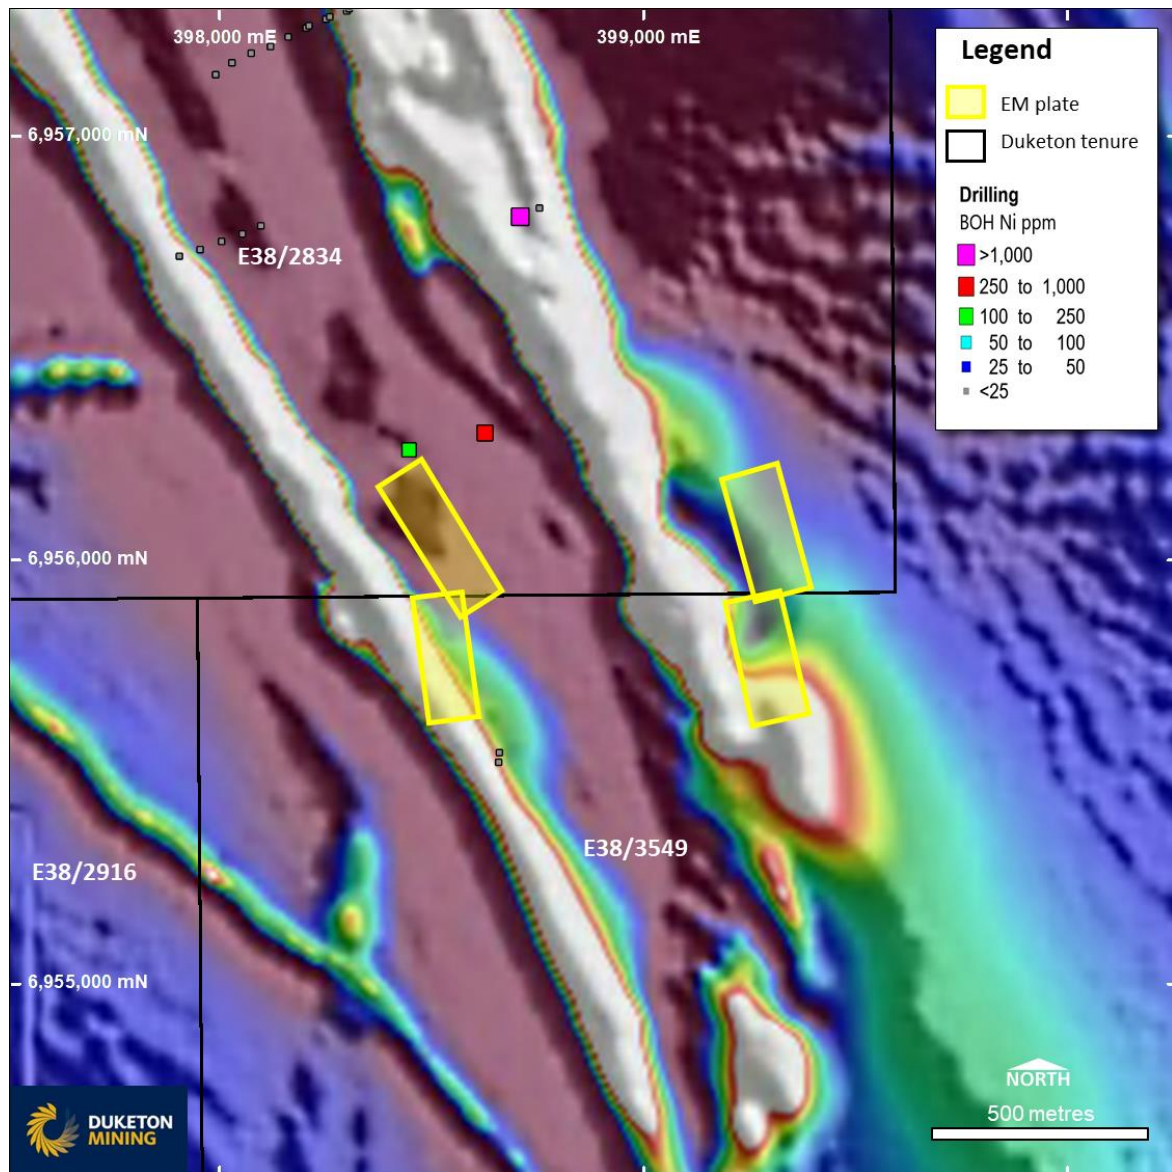 398,000 mE
399,000 mE
Legend
EM plate
Duketon tenure
Drilling
BOH Ni ppm
>1,000
250 to 1,000
100 to 250
50 to 100
25 to 50
<25
6,957,000 mN
E38/2834
6,956,000 mN
E38/3549
E38/2916
6,955,000 mN
NORTH
500 metres
DUKETON
MINING